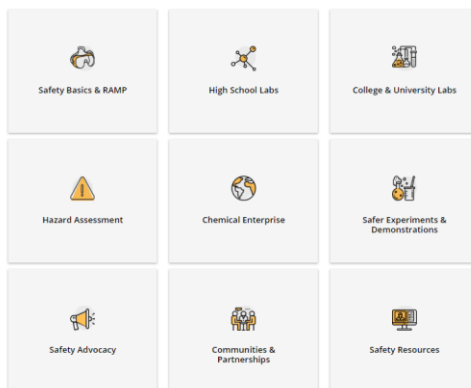 Safety Basics & RAMP
High School Labs
College & University Labs
Hazard Assessment
Chemical Enterprise
Safer Experiments &
Demonstrations
Safety Advocacy
Communities &
Partnerships
Safety Resources